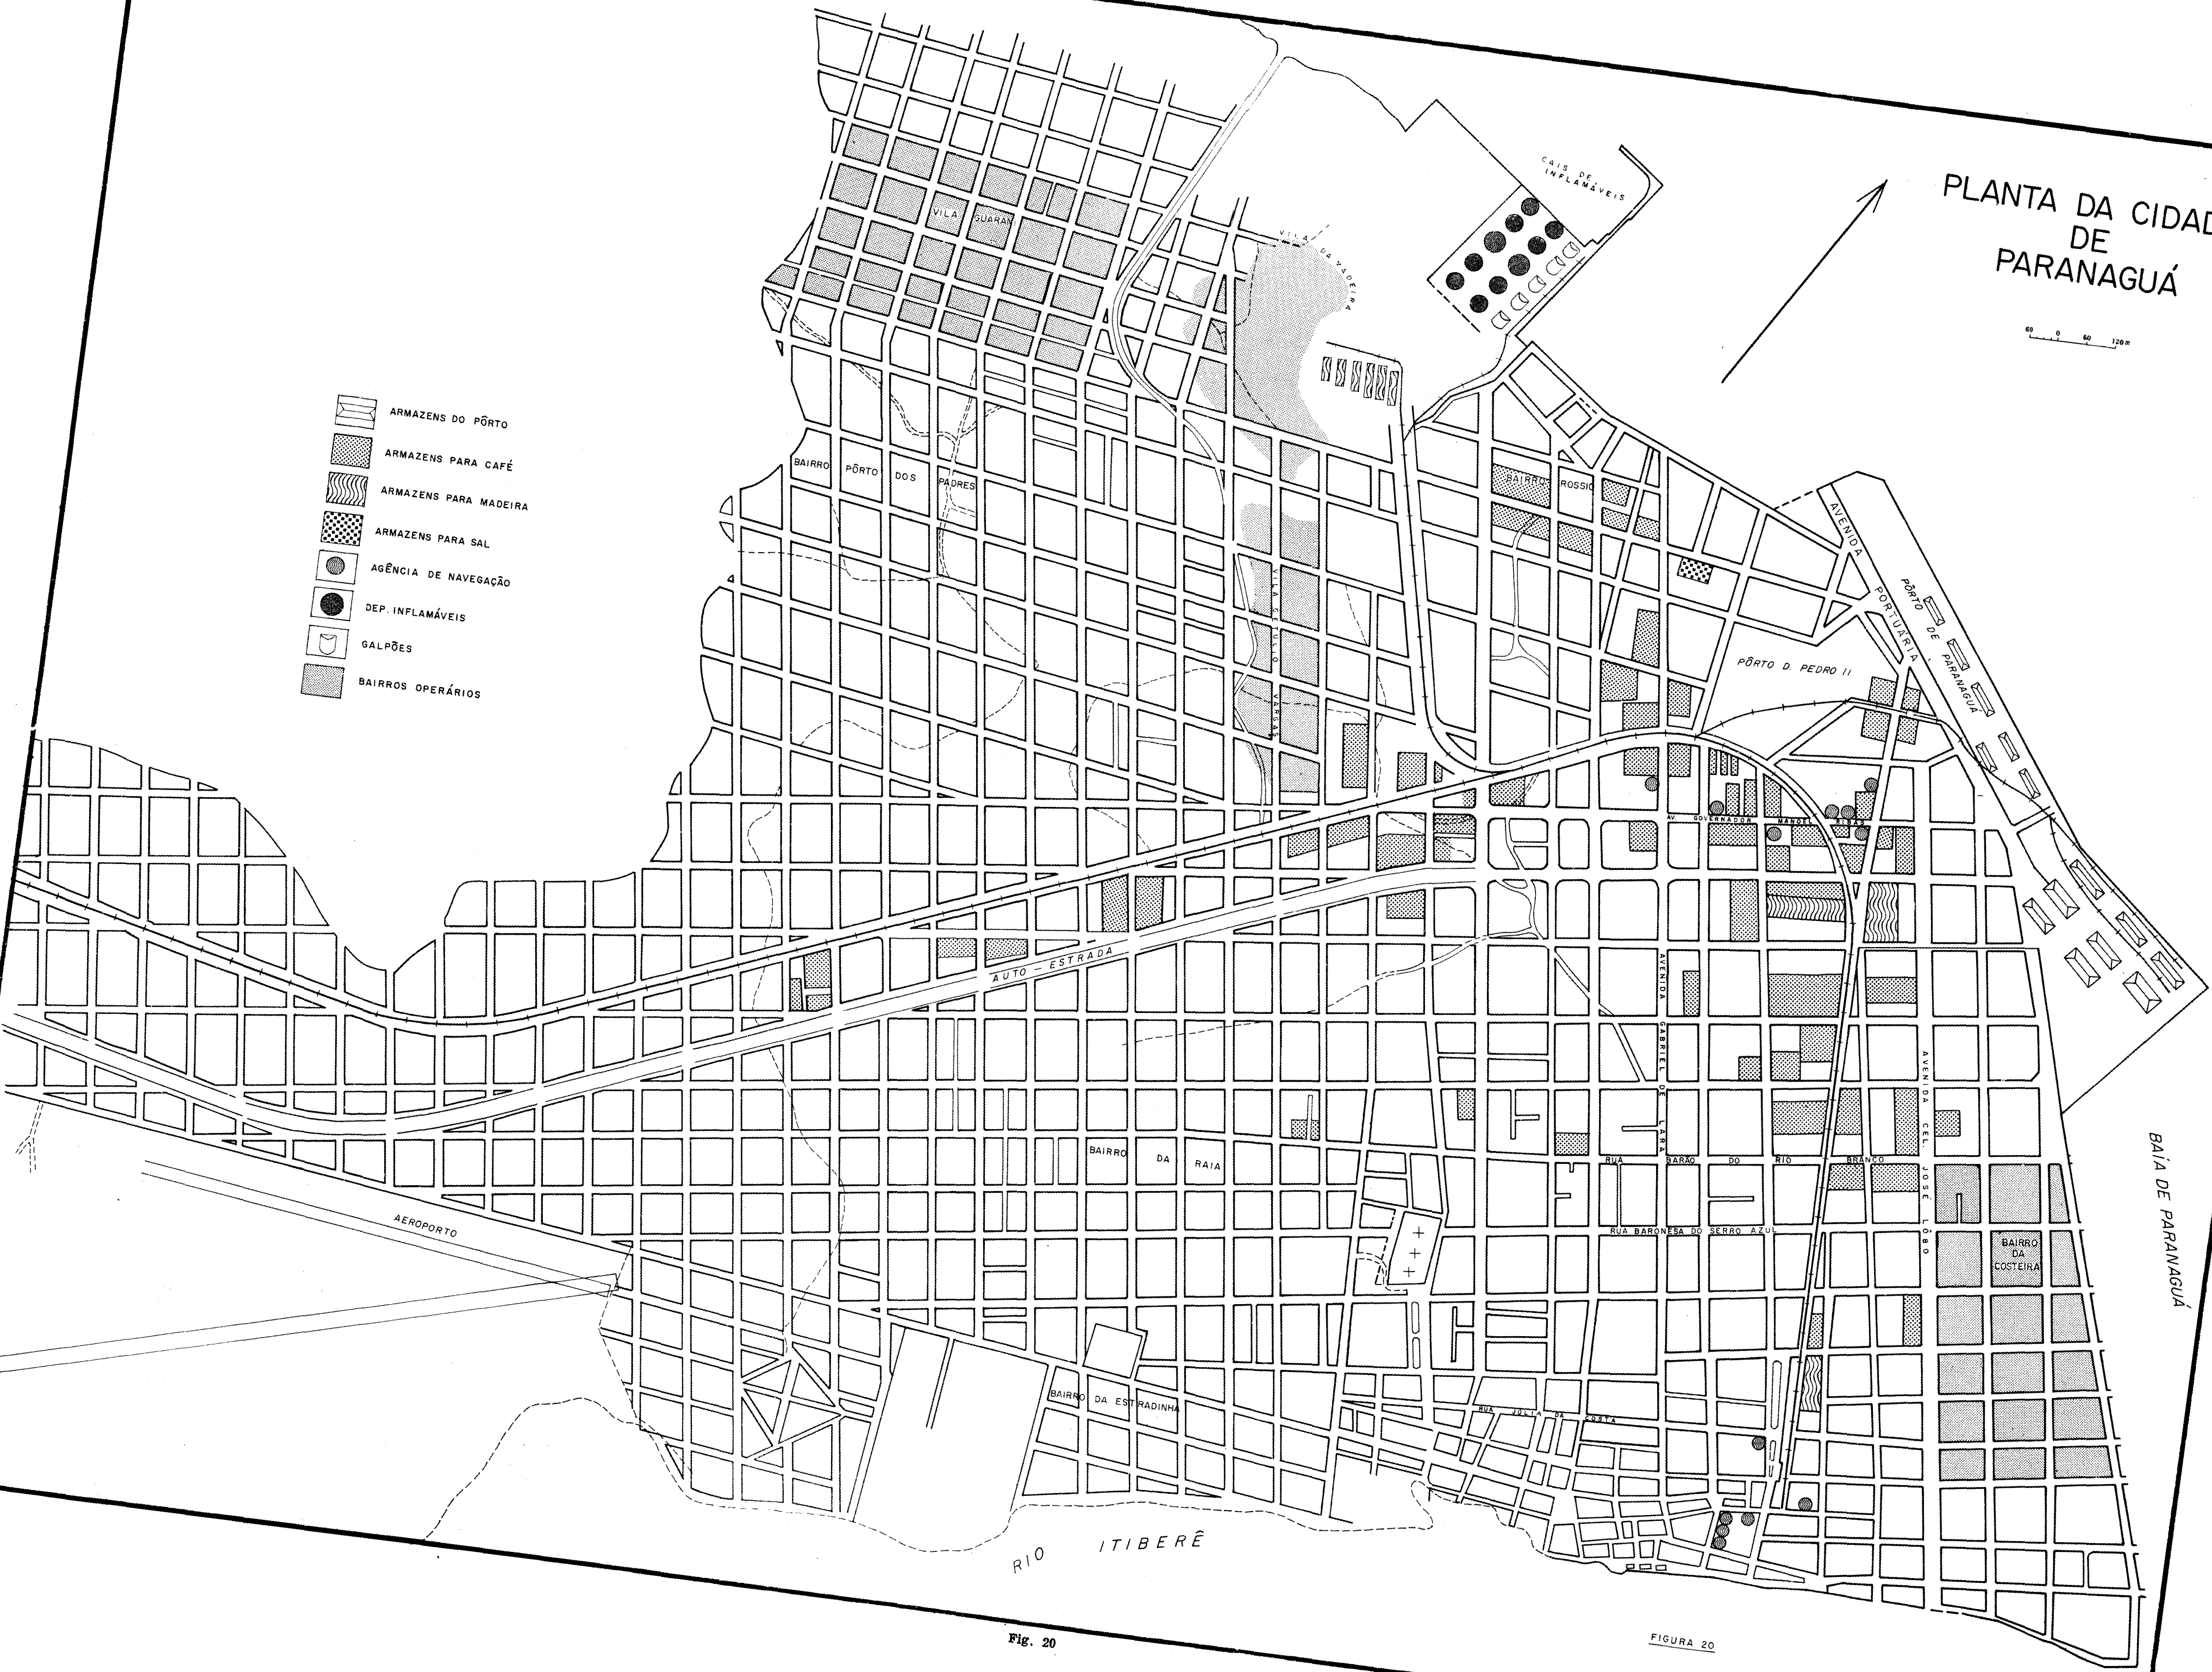 PLANTA DA CIDAD
DE
PARANAGUÁ
60 0 60 120 m
CAIS DE
INFLAMÁVEIS
VILA DA MADEIRA
VILA GUARANI
ARMAZENS DO PÔRTO
ARMAZENS PARA CAFÉ
ARMAZENS PARA MADEIRA
ARMAZENS PARA SAL
AGÊNCIA DE NAVEGAÇÃO
DEP. INFLAMÁVEIS
GALPÕES
BAIRROS OPERÁRIOS
BAIRRO PÔRTO DOS PADRES
BAIRRO ROSSIO
VILA GETULIO VARGAS
AVENIDA PORTUÁRIA
PÔRTO DE PARANAGUÁ
PÔRTO D. PEDRO II
AV. GOVERNADOR MANOEL RIBAS
AUTO-ESTRADA
AVENIDA GABRIEL DE LARA
AVENIDA CEL. JOSÉ LÔBO
BAIRRO DA RAIA
RUA BARÃO DO RIO BRANCO
RUA BARONESA DO SERRO AZUL
BAIRRO
DA
COSTEIRA
BAÍA DE PARANAGUÁ
AEROPORTO
BAIRRO DA ESTRADINHA
RUA JULIA DA COSTA
RIO ITIBERÊ
Fig. 20
FIGURA 20